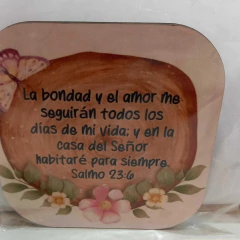 La bondad y el amor me
seguirán todos los
días de mi vida; y en la
casa del Señor
habitaré para siempre.
Salmo 23:6